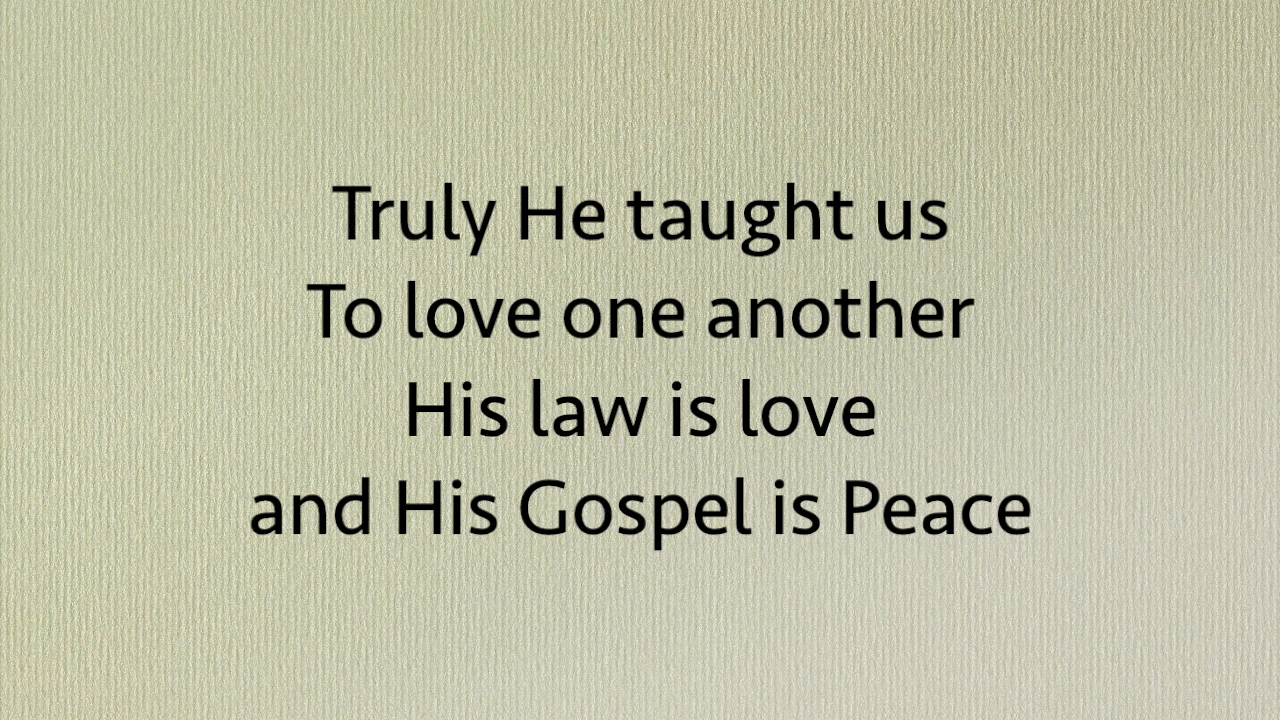 Truly He taught us
To love one another
His law is love
and His Gospel is Peace